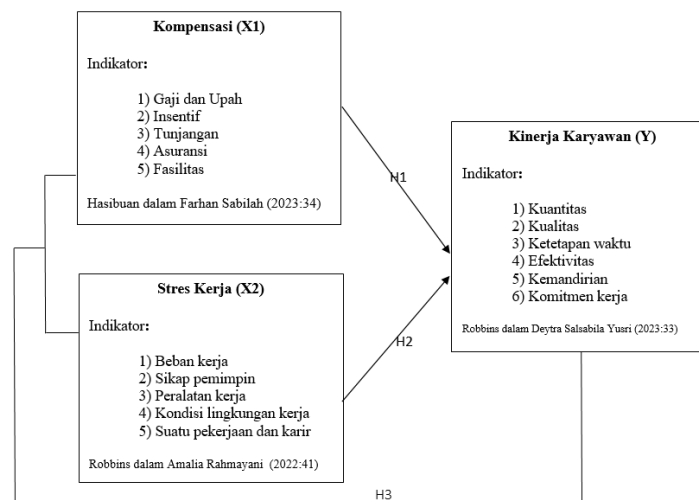 Kompensasi (X1)
Indikator:
1) Gaji dan Upah
2) Insentif
3) Tunjangan
4) Asuransi
5) Fasilitas
Hasibuan dalam Farhan Sabilah (2023:34)
H1
Kinerja Karyawan (Y)
Indikator:
1) Kuantitas
2) Kualitas
3) Ketetapan waktu
4) Efektivitas
5) Kemandirian
6) Komitmen kerja
Robbins dalam Deytra Salsabila Yusri (2023:33)
Stres Kerja (X2)
Indikator:
1) Beban kerja
2) Sikap pemimpin
3) Peralatan kerja
4) Kondisi lingkungan kerja
5) Suatu pekerjaan dan karir
Robbins dalam Amalia Rahmayani (2022:41)
H2
H3